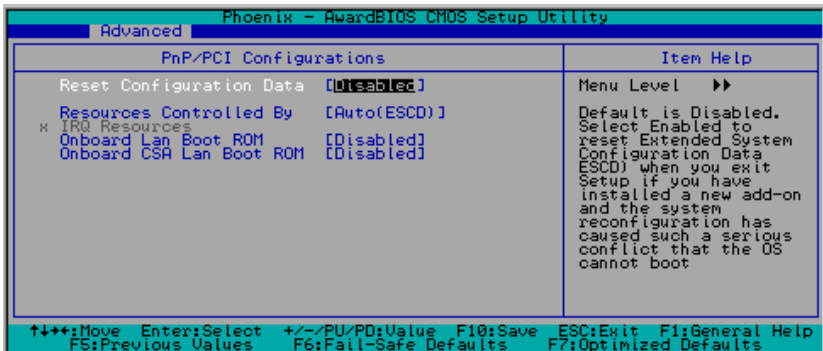 Phoenix - AwardBIOS CMOS Setup Utility
Advanced
PnP/PCI Configurations
Item Help
Reset Configuration Data [Disabled]
Resources Controlled By [Auto(ESCD)]
x IRQ Resources
Onboard Lan Boot ROM [Disabled]
Onboard CSA Lan Boot ROM [Disabled]
Menu Level ▸▸
Default is Disabled.
Select Enabled to
reset Extended System
Configuration Data
ESCD) when you exit
Setup if you have
installed a new add-on
and the system
reconfiguration has
caused such a serious
conflict that the OS
cannot boot
↑↓→←:Move Enter:Select +/-/PU/PD:Value F10:Save ESC:Exit F1:General Help
F5:Previous Values F6:Fail-Safe Defaults F7:Optimized Defaults